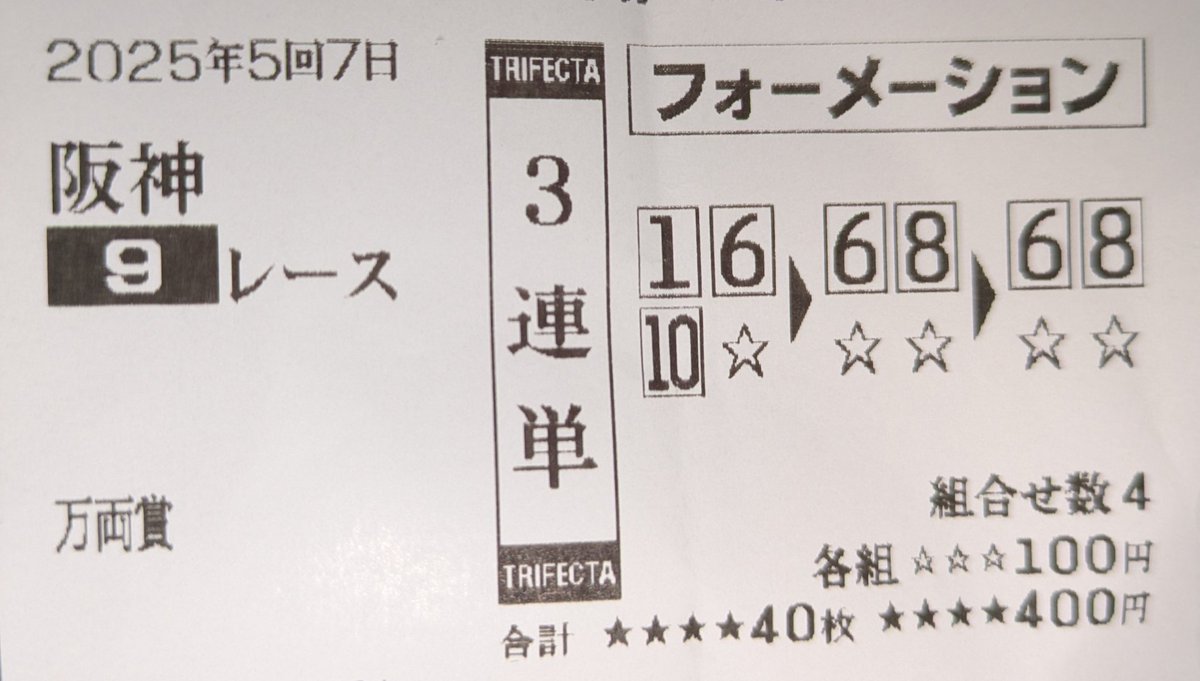 2025年5回7日
阪神
9レース
万両賞
TRIFECTA
3連単
TRIFECTA
フォーメーション
1 6 ▶ 6 8 ▶ 6 8
10 ☆ ☆ ☆ ☆ ☆
組合せ数4
各組 ☆☆☆100円
合計 ★★★★40枚 ★★★★400円